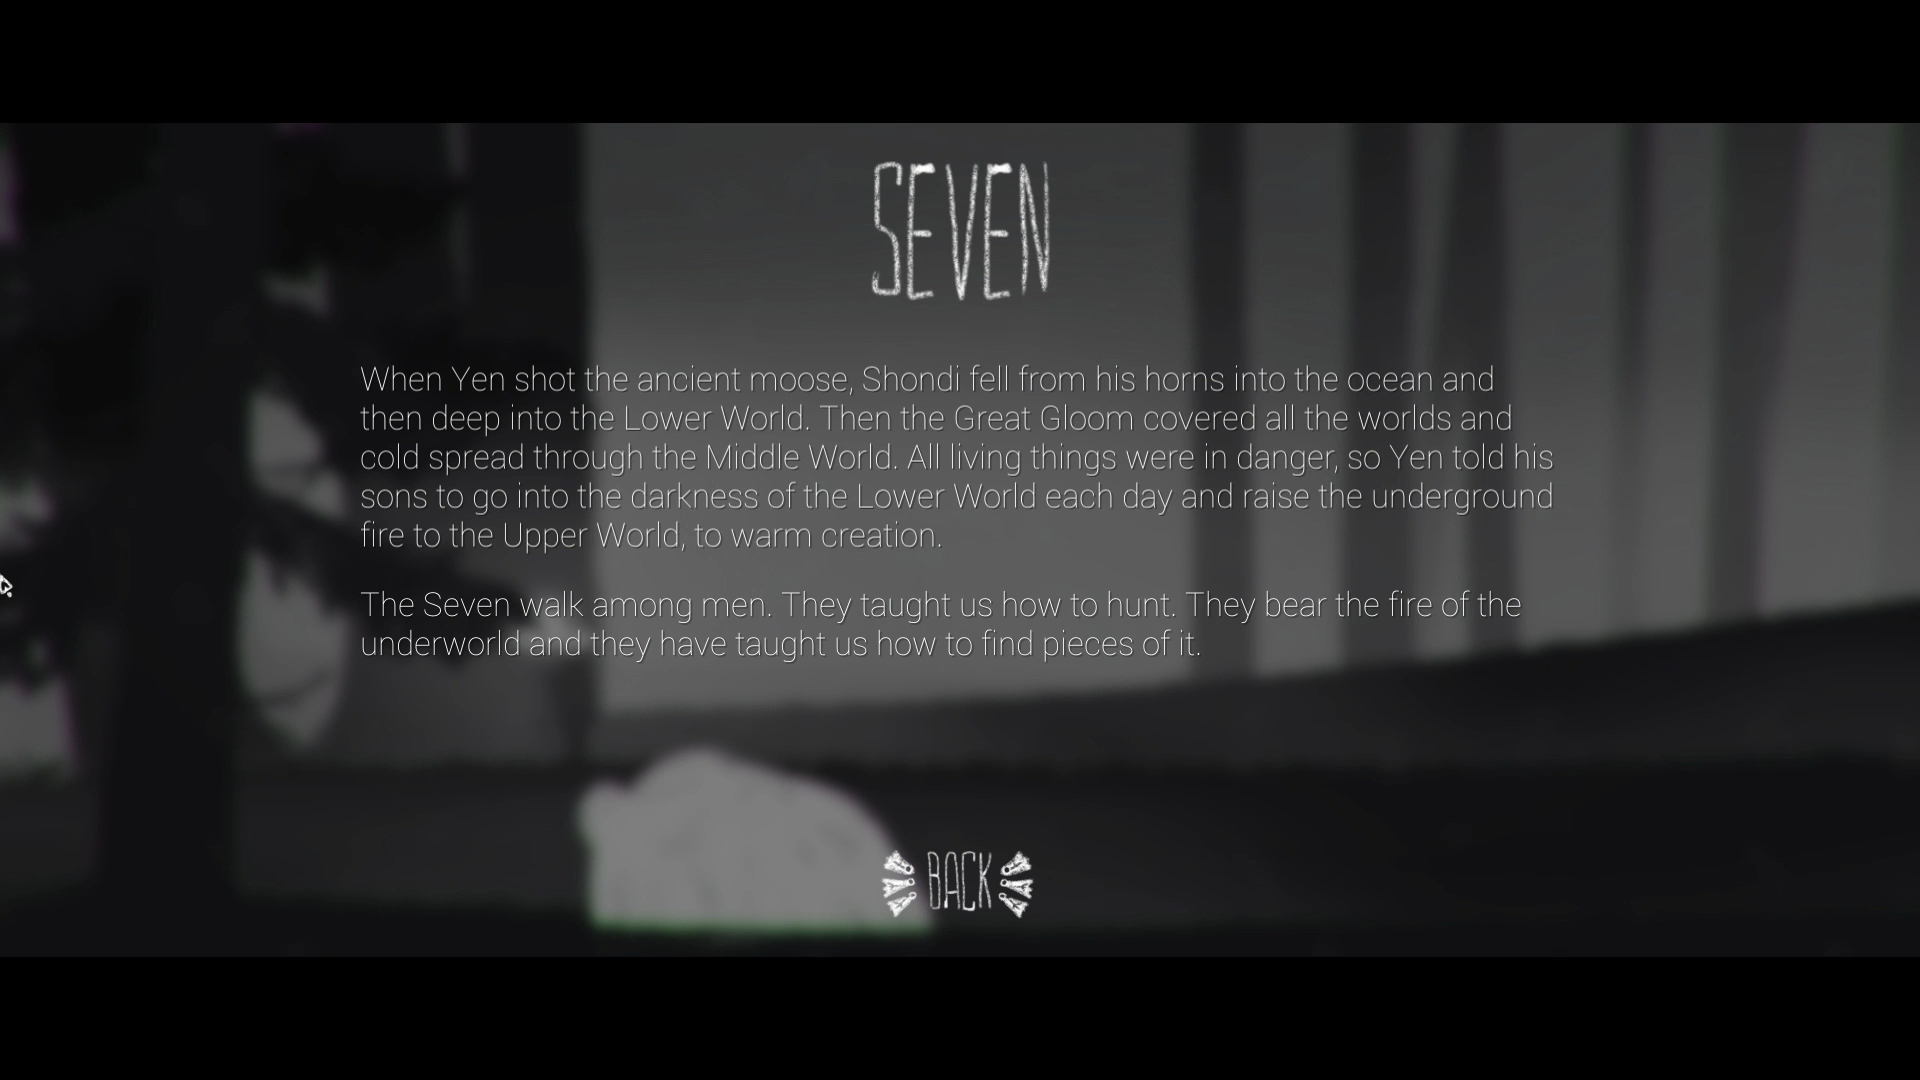 SEVEN
When Yen shot the ancient moose, Shondi fell from his horns into the ocean and
then deep into the Lower World. Then the Great Gloom covered all the worlds and
cold spread through the Middle World. All living things were in danger, so Yen told his
sons to go into the darkness of the Lower World each day and raise the underground
fire to the Upper World, to warm creation.
The Seven walk among men. They taught us how to hunt. They bear the fire of the
underworld and they have taught us how to find pieces of it.
BACK